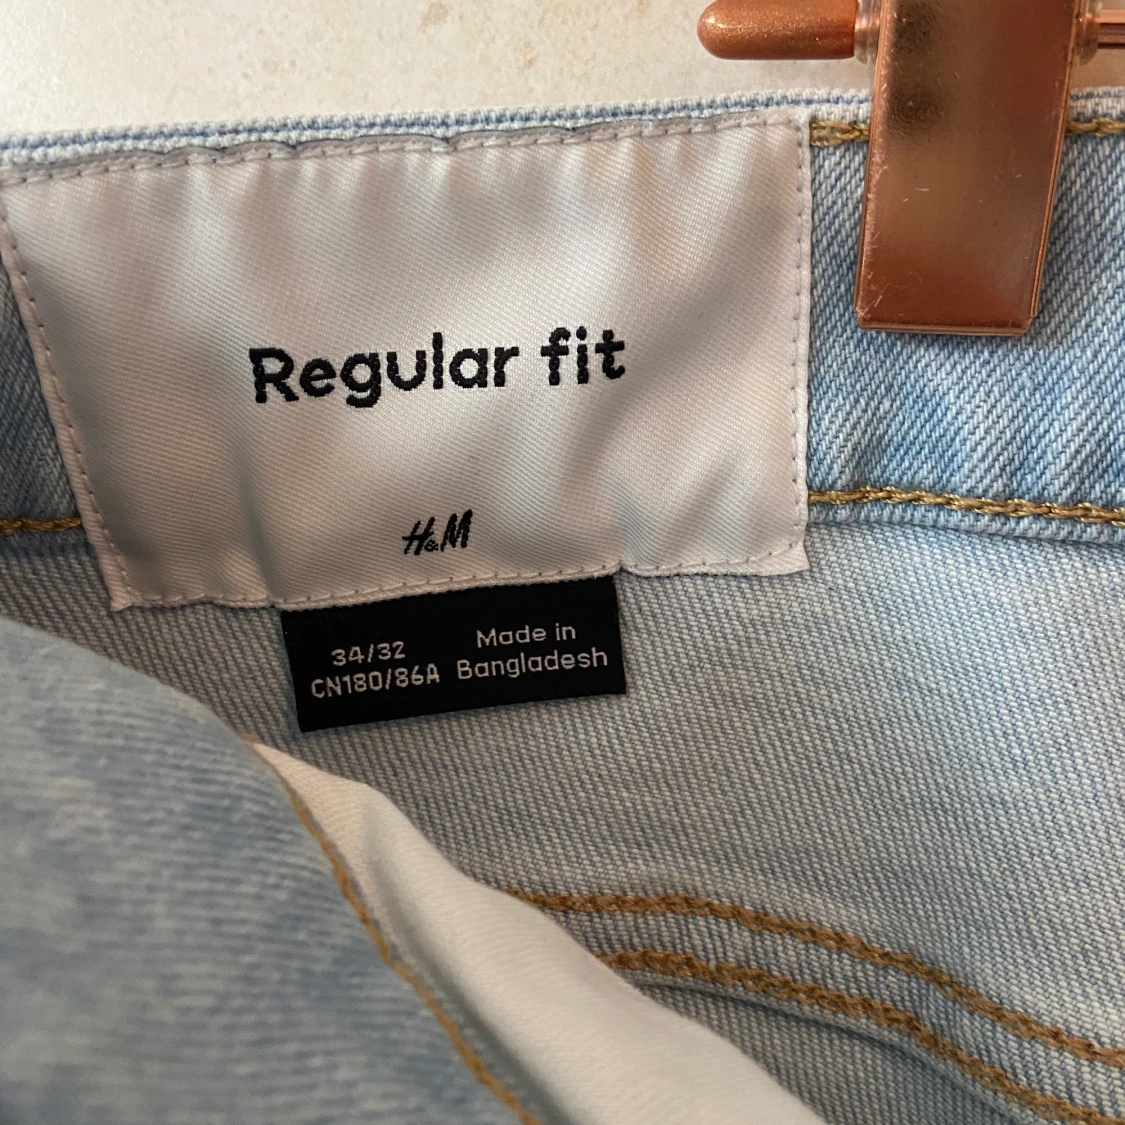 Regular fit
H&M
34/32
CN180/86A
Made in
Bangladesh